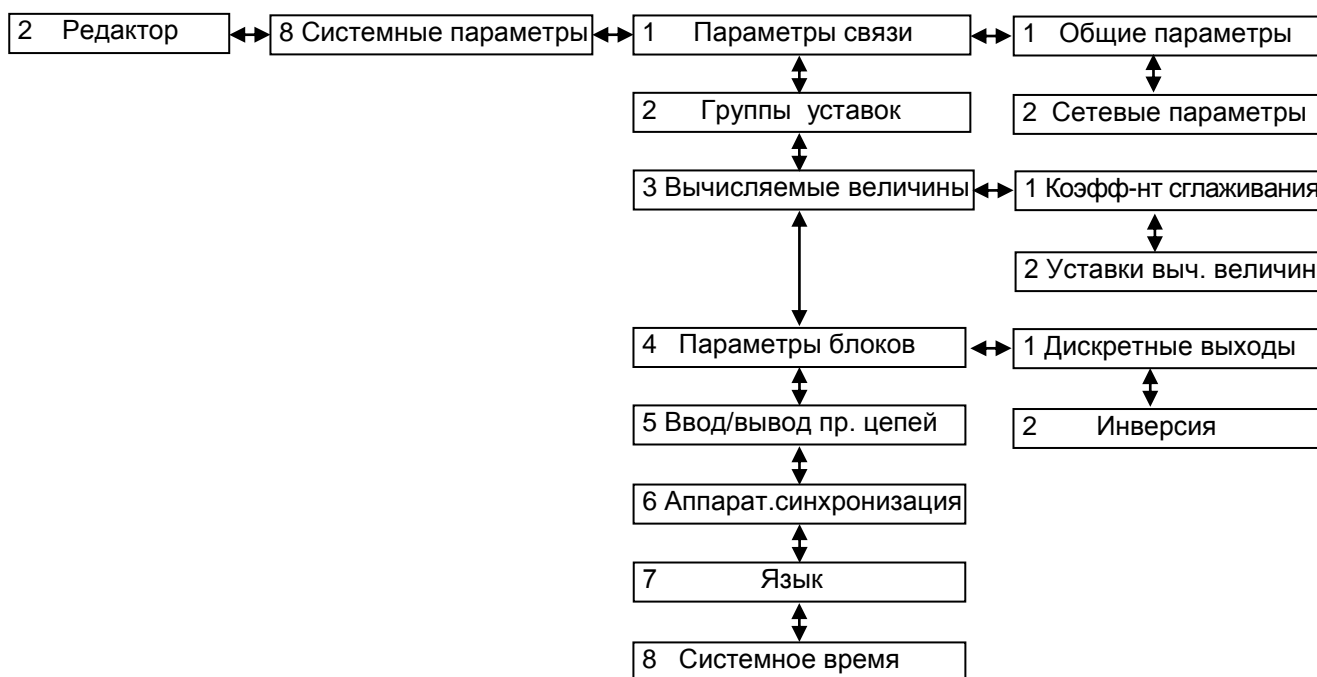 2 Редактор
8 Системные параметры
1 Параметры связи
1 Общие параметры
2 Группы уставок
2 Сетевые параметры
3 Вычисляемые величины
1 Коэфф-нт сглаживания
2 Уставки выч. величин
4 Параметры блоков
1 Дискретные выходы
5 Ввод/вывод пр. цепей
2 Инверсия
6 Аппарат.синхронизация
7 Язык
8 Системное время